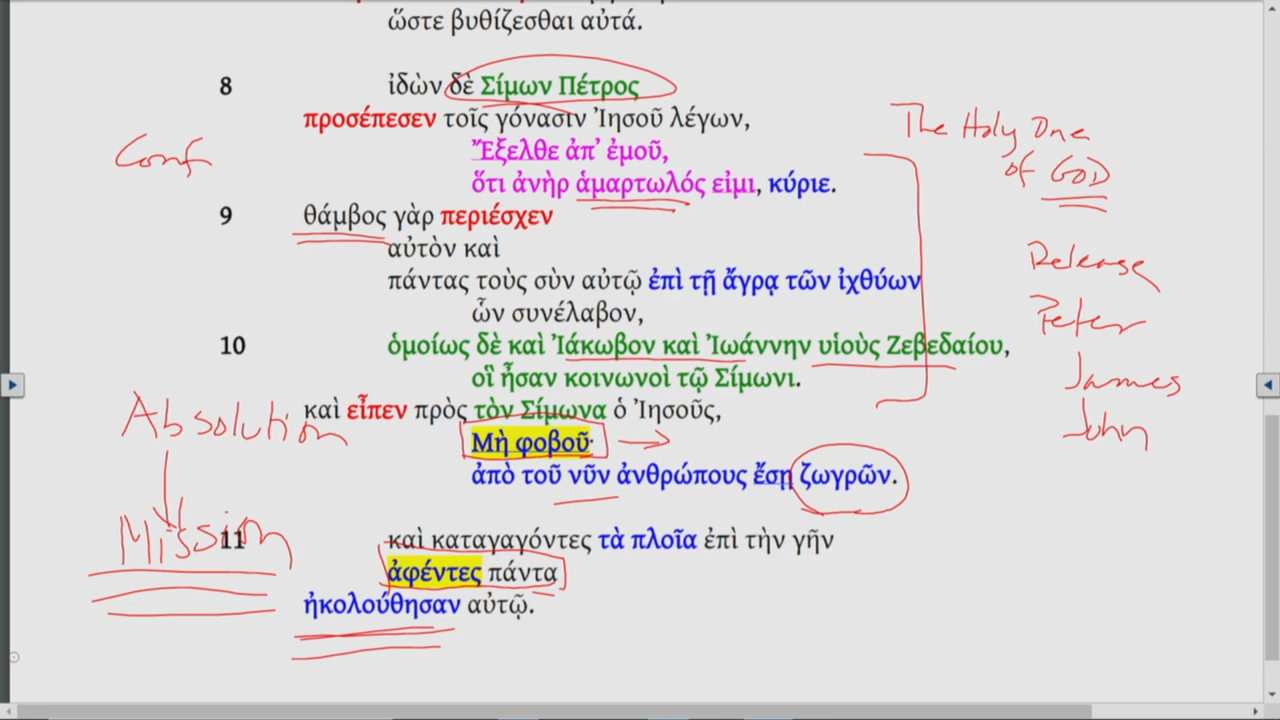 ὥστε βυθίζεσθαι αὐτά.
8 ἰδὼν δὲ Σίμων Πέτρος
προσέπεσεν τοῖς γόνασιν Ἰησοῦ λέγων,
Ἔξελθε ἀπ’ ἐμοῦ,
ὅτι ἀνὴρ ἁμαρτωλός εἰμι, κύριε.
9 θάμβος γὰρ περιέσχεν
αὐτὸν καὶ
πάντας τοὺς σὺν αὐτῷ ἐπὶ τῇ ἄγρᾳ τῶν ἰχθύων
ὧν συνέλαβον,
10 ὁμοίως δὲ καὶ Ἰάκωβον καὶ Ἰωάννην υἱοὺς Ζεβεδαίου,
οἳ ἦσαν κοινωνοὶ τῷ Σίμωνι.
καὶ εἶπεν πρὸς τὸν Σίμωνα ὁ Ἰησοῦς,
Μὴ φοβοῦ·
ἀπὸ τοῦ νῦν ἀνθρώπους ἔσῃ ζωγρῶν.
11 καὶ καταγαγόντες τὰ πλοῖα ἐπὶ τὴν γῆν
ἀφέντες πάντα
ἠκολούθησαν αὐτῷ.
Conf
Absolution
Mission
The Holy One
of GOD
Release
Peter
James
John